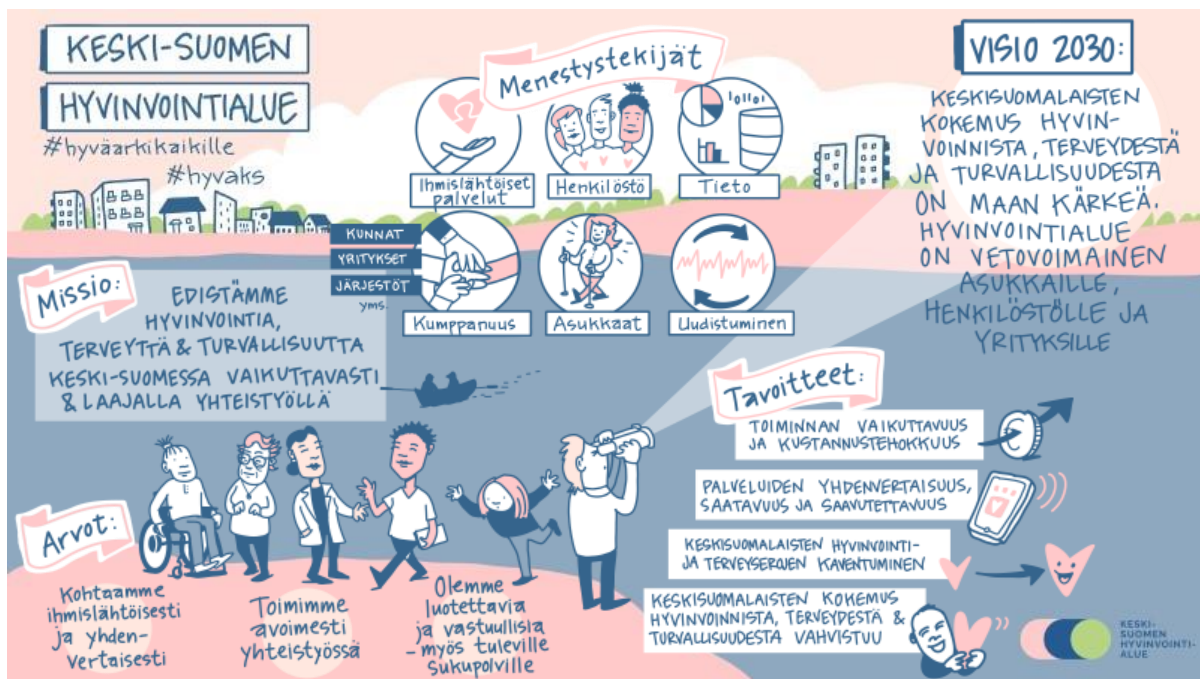 KESKI-SUOMEN
HYVINVOINTIALUE
#hyväarkikaikille
#hyvaks
Menestystekijät
Ihmislähtöiset
palvelut
Henkilöstö
Tieto
KUNNAT
YRITYKSET
JÄRJESTÖT
yms.
Kumppanuus
Asukkaat
Uudistuminen
VISIO 2030:
KESKISUOMALAISTEN
KOKEMUS HYVIN-
VOINNISTA, TERVEYDESTÄ
JA TURVALLISUUDESTA
ON MAAN KÄRKEÄ.
HYVINVOINTIALUE
ON VETOVOIMAINEN
ASUKKAILLE,
HENKILÖSTÖLLE JA
YRITYKSILLE
Missio:
EDISTÄMME
HYVINVOINTIA,
TERVEYTTÄ & TURVALLISUUTTA
KESKI-SUOMESSA VAIKUTTAVASTI
& LAAJALLA YHTEISTYÖLLÄ
Tavoitteet:
TOIMINNAN VAIKUTTAVUUS
JA KUSTANNUSTEHOKKUUS
PALVELUIDEN YHDENVERTAISUUS,
SAATAVUUS JA SAAVUTETTAVUUS
KESKISUOMALAISTEN HYVINVOINTI-
JA TERVEYSEROJEN KAVENTUMINEN
KESKISUOMALAISTEN KOKEMUS
HYVINVOINNISTA, TERVEYDESTÄ &
TURVALLISUUDESTA VAHVISTUU
Arvot:
Kohtaamme
ihmislähtöisesti
ja yhden-
vertaisesti
Toimimme
avoimesti
yhteistyössä
Olemme
luotettavia
ja vastuullisia
-myös tuleville
sukupolville
KESKI-
SUOMEN
HYVINVOINTI-
ALUE